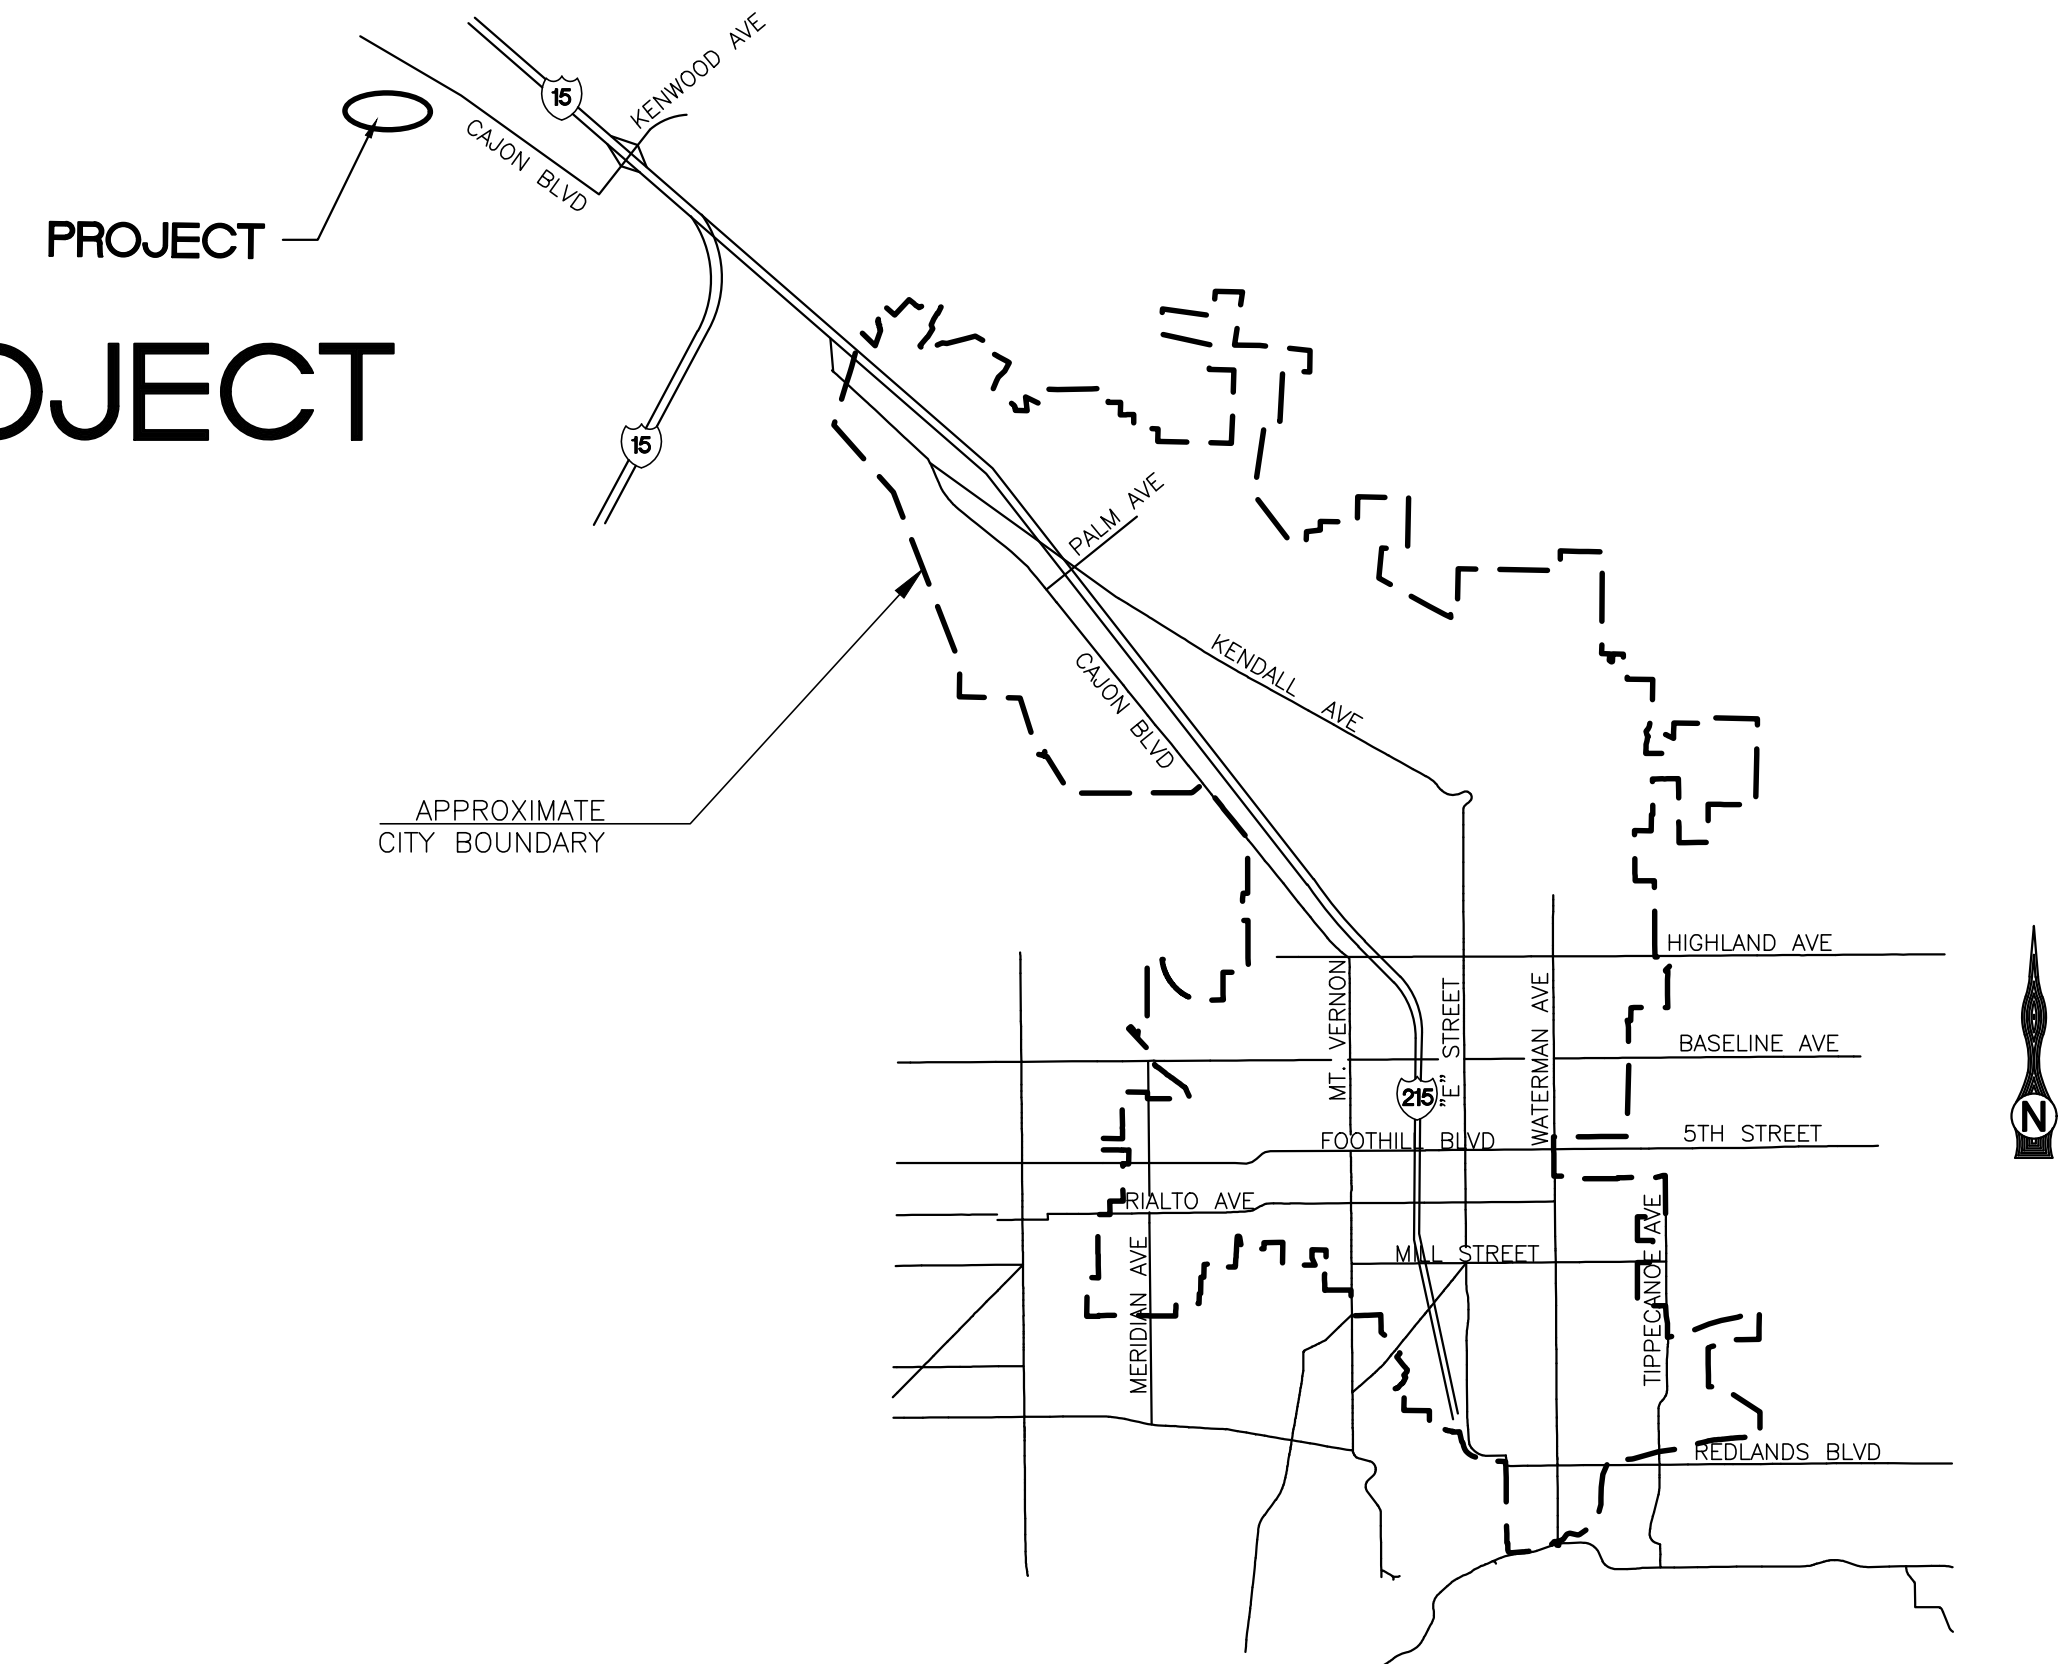 15
KENWOOD AVE
CAJON BLVD
PROJECT
OJECT
15
PALM AVE
KENDALL AVE
CAJON BLVD
APPROXIMATE
CITY BOUNDARY
HIGHLAND AVE
MT. VERNON
"E" STREET
WATERMAN AVE
BASELINE AVE
215
FOOTHILL BLVD
5TH STREET
N
RIALTO AVE
MILL STREET
MERIDIAN AVE
TIPPECANOE AVE
REDLANDS BLVD